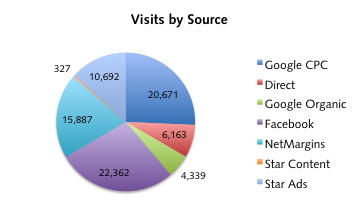 Visits by Source
327
10,692
20,671
15,887
6,163
22,362
4,339
Google CPC
Direct
Google Organic
Facebook
NetMargins
Star Content
Star Ads